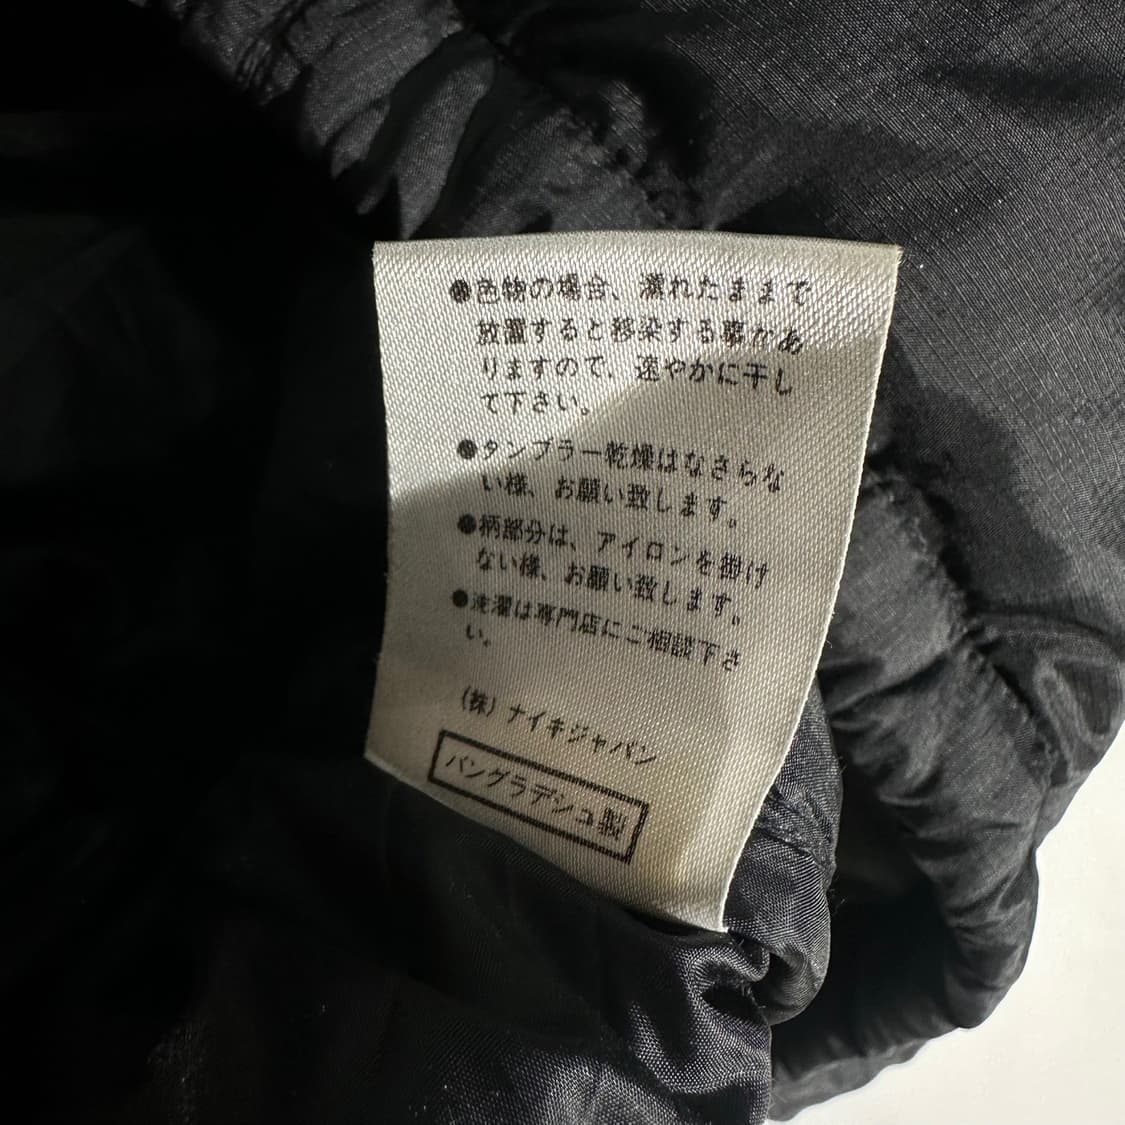 ●色物の場合、濡れたままで
放置すると移染する事があ
りますので、速やかに干し
て下さい。
●タンブラー乾燥はなさらな
い様、お願い致します。
●柄部分は、アイロンを掛け
ない様、お願い致します。
●洗濯は専門店にご相談下さ
い。
(株)ナイキジャパン
バングラデシュ製